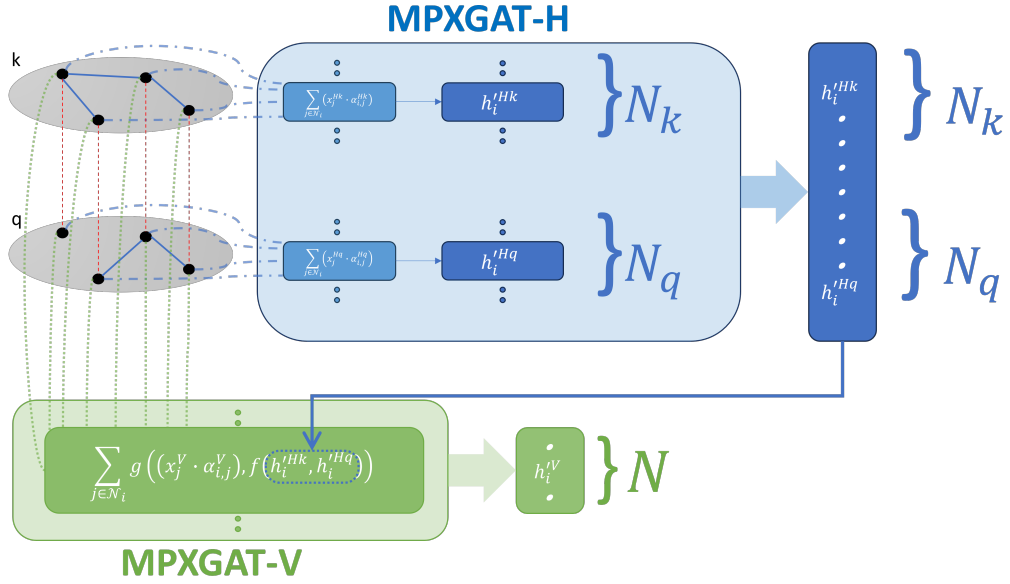 MPXGAT-H
k
∑_{j∈𝒩_i} (x_j^{Hk} · α_{i,j}^{Hk})
h_i'^{Hk}
} N_k
h_i'^{Hk}
} N_k
q
∑_{j∈𝒩_i} (x_j^{Hq} · α_{i,j}^{Hq})
h_i'^{Hq}
} N_q
h_i'^{Hq}
} N_q
∑_{j∈𝒩_i} g((x_j^V · α_{i,j}^V), f(h_i'^{Hk}, h_i'^{Hq}))
h_i'^V
} N
MPXGAT-V